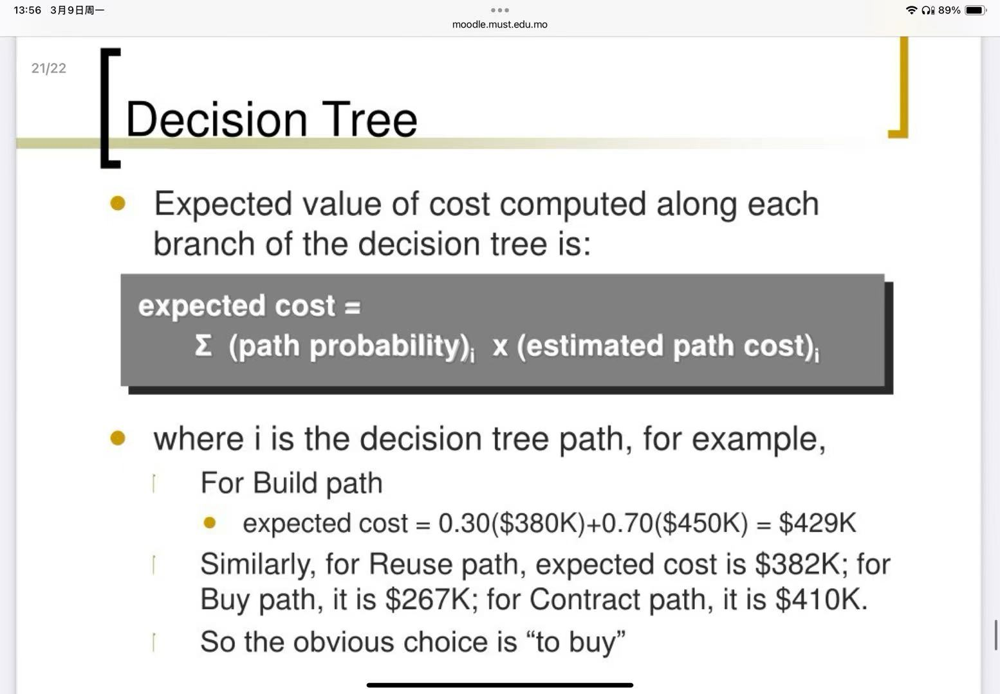 13:56 3月9日周一
89%
moodle.must.edu.mo
21/22
Decision Tree
Expected value of cost computed along each
branch of the decision tree is:
expected cost =
Σ (path probability)i x (estimated path cost)i
where i is the decision tree path, for example,
For Build path
expected cost = 0.30($380K)+0.70($450K) = $429K
Similarly, for Reuse path, expected cost is $382K; for
Buy path, it is $267K; for Contract path, it is $410K.
So the obvious choice is “to buy”